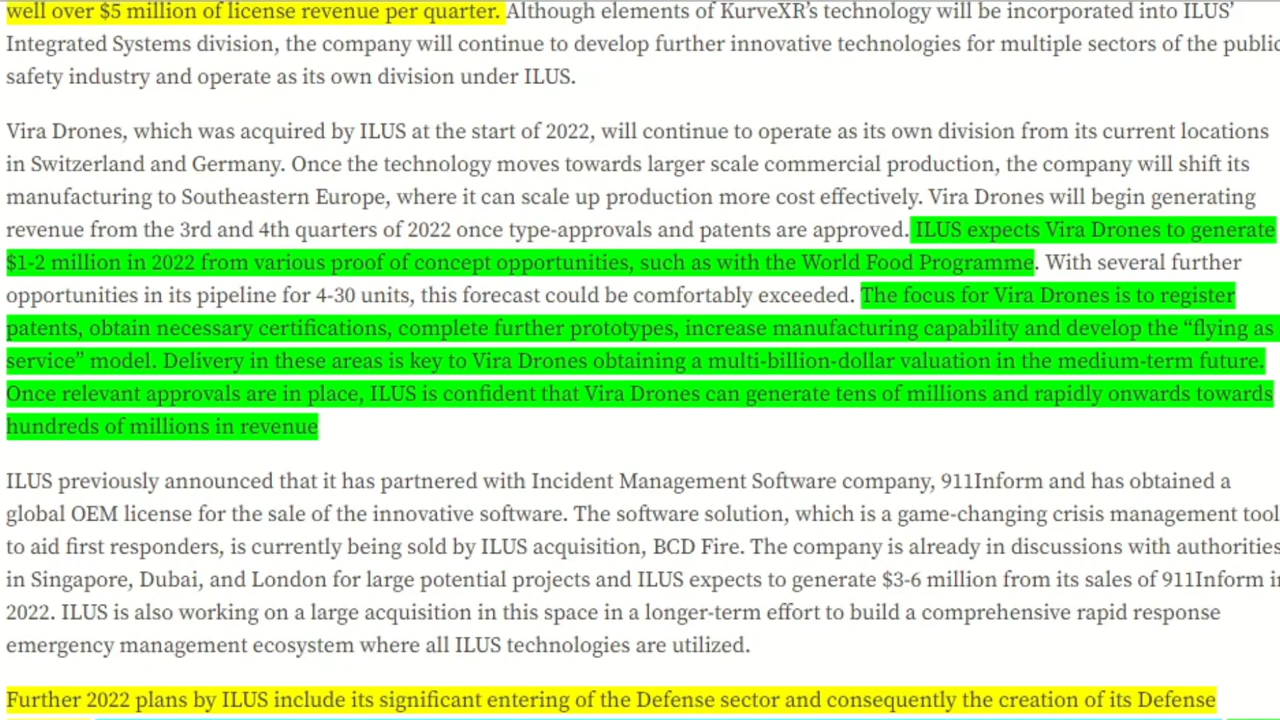 well over $5 million of license revenue per quarter. Although elements of KurveXR's technology will be incorporated into ILUS'
Integrated Systems division, the company will continue to develop further innovative technologies for multiple sectors of the public
safety industry and operate as its own division under ILUS.
Vira Drones, which was acquired by ILUS at the start of 2022, will continue to operate as its own division from its current locations
in Switzerland and Germany. Once the technology moves towards larger scale commercial production, the company will shift its
manufacturing to Southeastern Europe, where it can scale up production more cost effectively. Vira Drones will begin generating
revenue from the 3rd and 4th quarters of 2022 once type-approvals and patents are approved. ILUS expects Vira Drones to generate
$1-2 million in 2022 from various proof of concept opportunities, such as with the World Food Programme. With several further
opportunities in its pipeline for 4-30 units, this forecast could be comfortably exceeded. The focus for Vira Drones is to register
patents, obtain necessary certifications, complete further prototypes, increase manufacturing capability and develop the “flying as
service” model. Delivery in these areas is key to Vira Drones obtaining a multi-billion-dollar valuation in the medium-term future.
Once relevant approvals are in place, ILUS is confident that Vira Drones can generate tens of millions and rapidly onwards towards
hundreds of millions in revenue
ILUS previously announced that it has partnered with Incident Management Software company, 911Inform and has obtained a
global OEM license for the sale of the innovative software. The software solution, which is a game-changing crisis management tool
to aid first responders, is currently being sold by ILUS acquisition, BCD Fire. The company is already in discussions with authorities
in Singapore, Dubai, and London for large potential projects and ILUS expects to generate $3-6 million from its sales of 911Inform
2022. ILUS is also working on a large acquisition in this space in a longer-term effort to build a comprehensive rapid response
emergency management ecosystem where all ILUS technologies are utilized.
Further 2022 plans by ILUS include its significant entering of the Defense sector and consequently the creation of its Defense